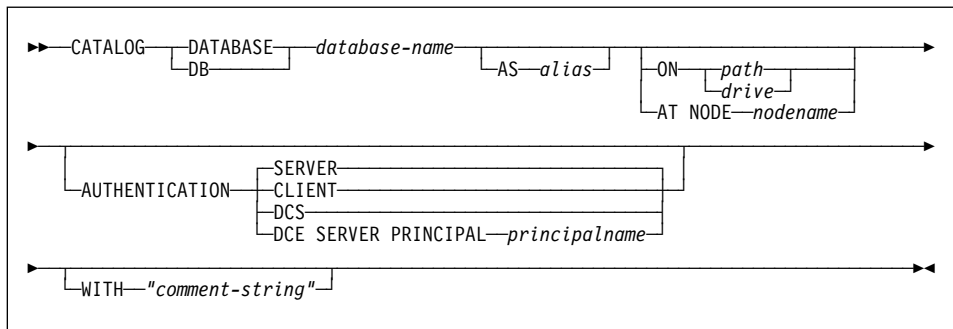 CATALOG DATABASE database-name
DB AS alias ON path
drive
AT NODE nodename
SERVER
AUTHENTICATION CLIENT
DCS
DCE SERVER PRINCIPAL principalname
WITH "comment-string"